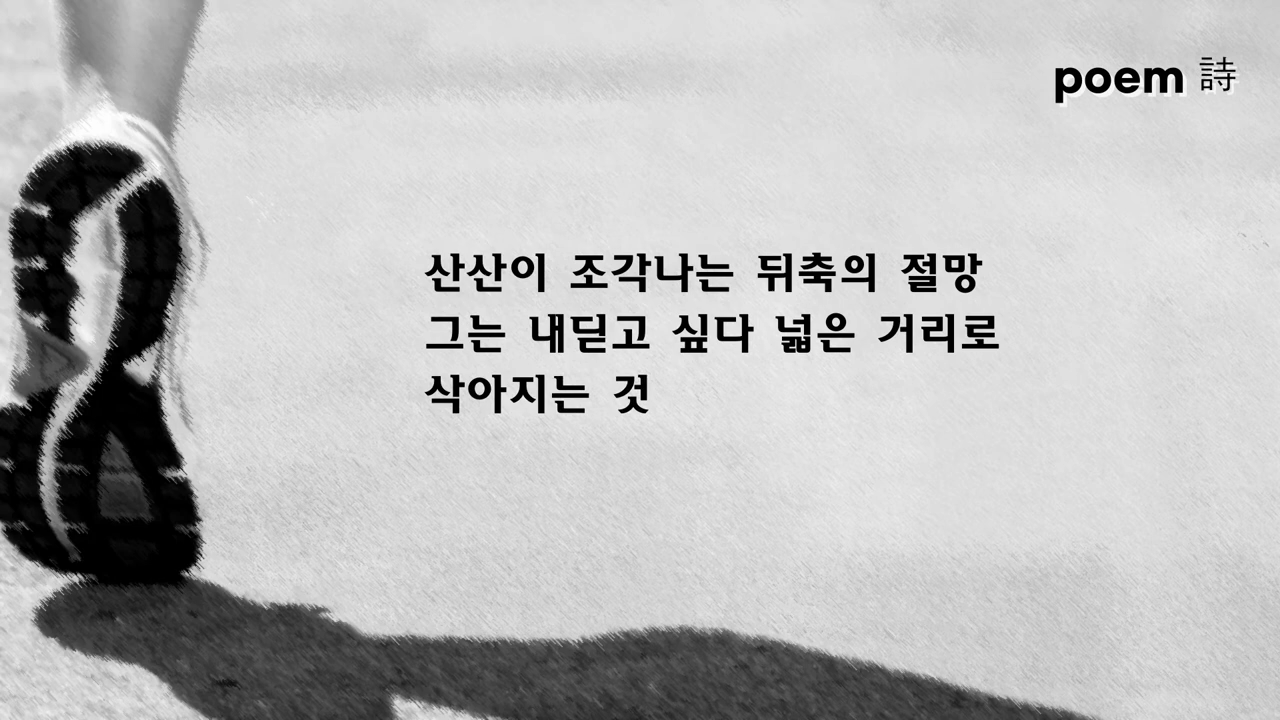 poem 詩
산산이 조각나는 뒤축의 절망
그는 내딛고 싶다 넓은 거리로
삭아지는 것